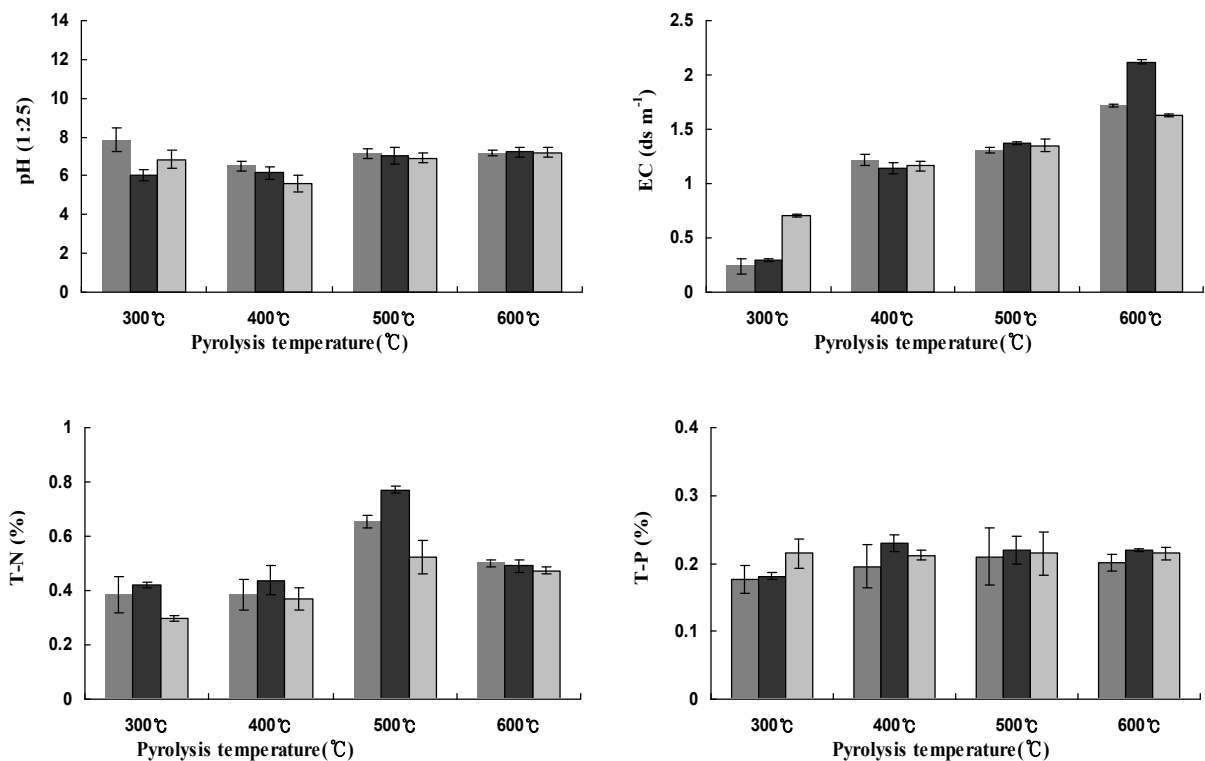 14
12
10
8
6
4
2
0
pH (1:25)
300℃ 400℃ 500℃ 600℃
Pyrolysis temperature(℃)
2.5
2
1.5
1
0.5
0
EC (ds m-1)
300℃ 400℃ 500℃ 600℃
Pyrolysis temperature(℃)
1
0.8
0.6
0.4
0.2
0
T-N (%)
300℃ 400℃ 500℃ 600℃
Pyrolysis temperature(℃)
0.4
0.3
0.2
0.1
0
T-P (%)
300℃ 400℃ 500℃ 600℃
Pyrolysis temperature(℃)